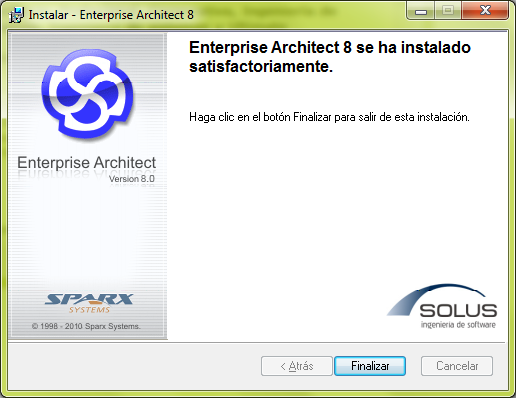 Instalar - Enterprise Architect 8
Enterprise Architect 8 se ha instalado
satisfactoriamente.
Haga clic en el botón Finalizar para salir de esta instalación.
Enterprise Architect
Version 8.0
SPARX
SYSTEMS
© 1998 - 2010 Sparx Systems.
SOLUS
ingeniería de software
< Atrás
Finalizar
Cancelar